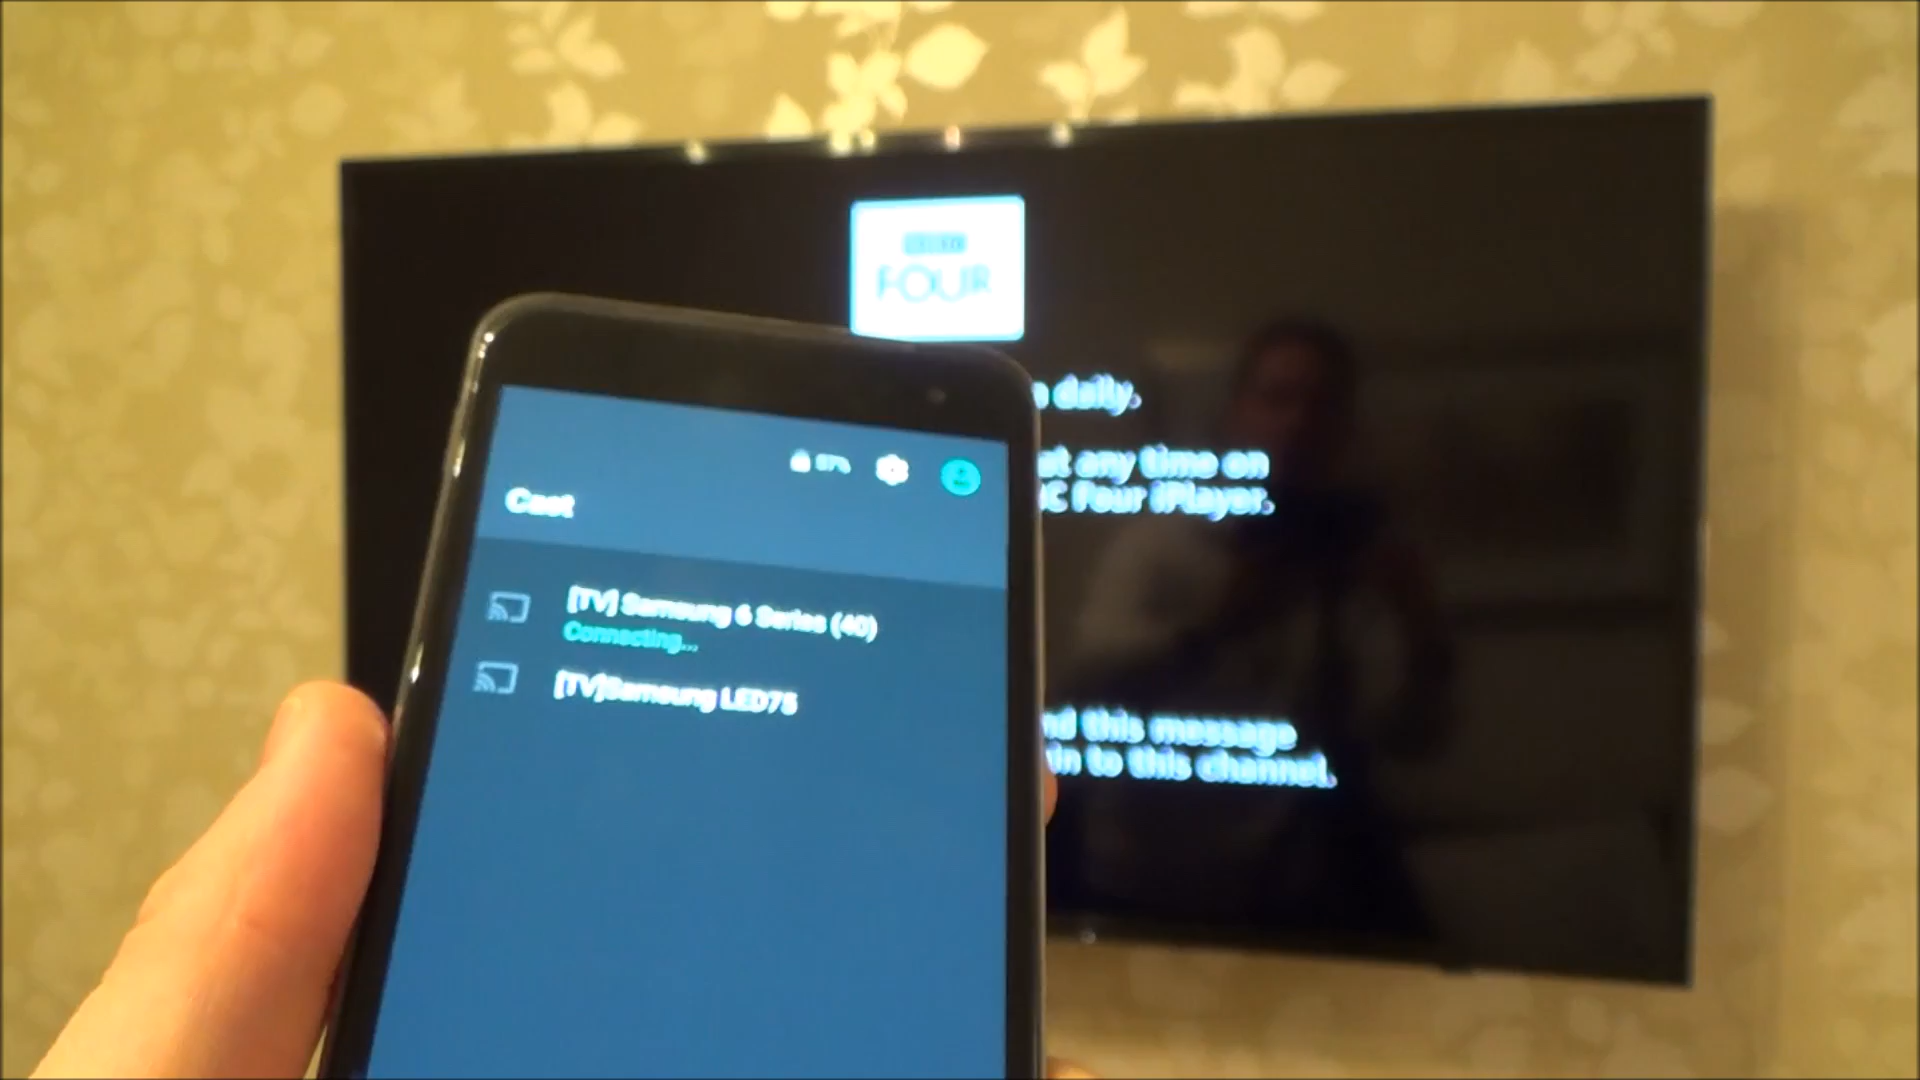 FOUR
daily.
at any time on
Four iPlayer.
Cast
[TV] Samsung 6 Series (40)
Connecting...
[TV]Samsung LED75
this message
in to this channel.